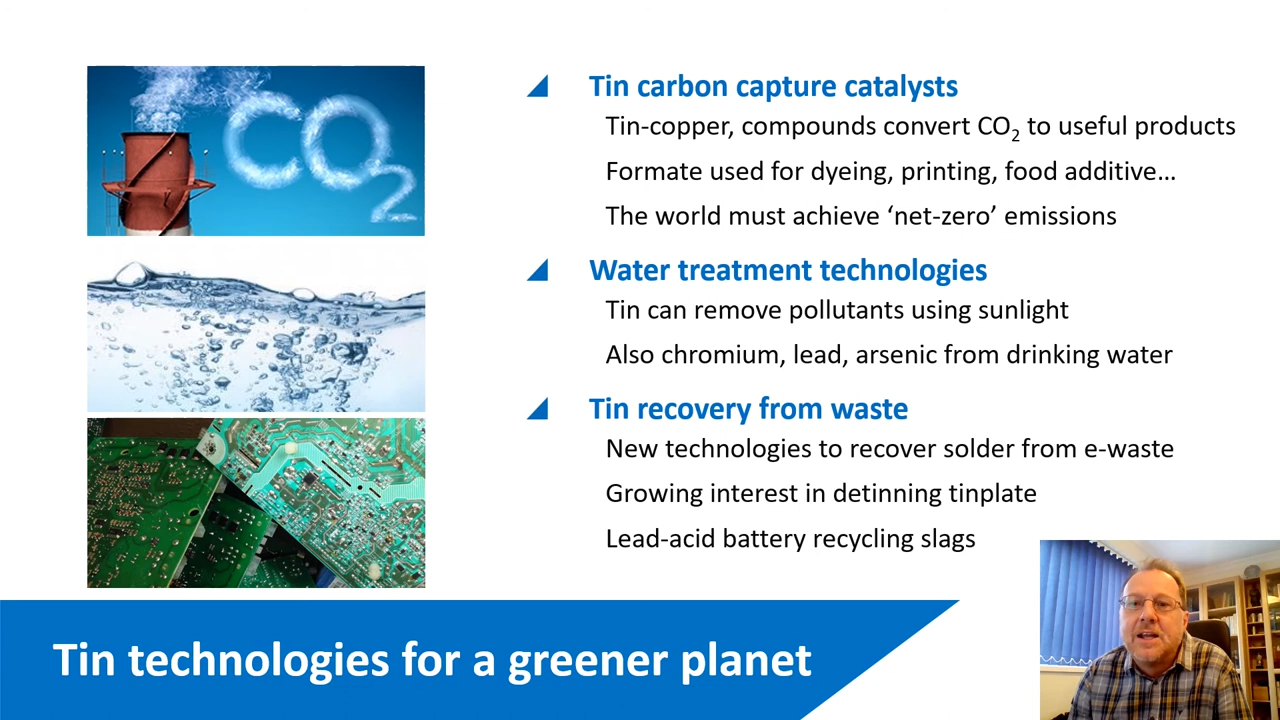 CO2
Tin carbon capture catalysts
Tin-copper, compounds convert CO₂ to useful products
Formate used for dyeing, printing, food additive…
The world must achieve ‘net-zero’ emissions
Water treatment technologies
Tin can remove pollutants using sunlight
Also chromium, lead, arsenic from drinking water
Tin recovery from waste
New technologies to recover solder from e-waste
Growing interest in detinning tinplate
Lead-acid battery recycling slags
Tin technologies for a greener planet